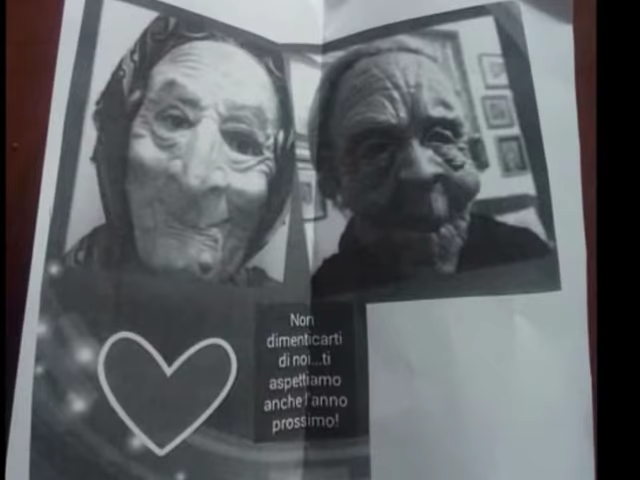 Non
dimenticarti
di noi...ti
aspettiamo
anche l'anno
prossimo!